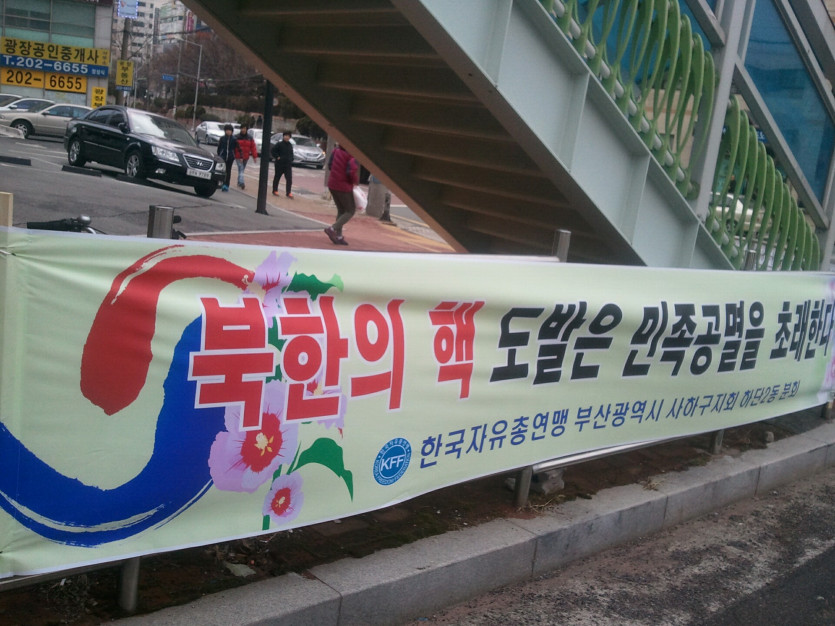 광장공인중개사
T.202-6655
202-6655
북한의 핵 도발은 민족공멸을 초래한다
KFF 한국자유총연맹 부산광역시 사하구지회 하단2동 분회